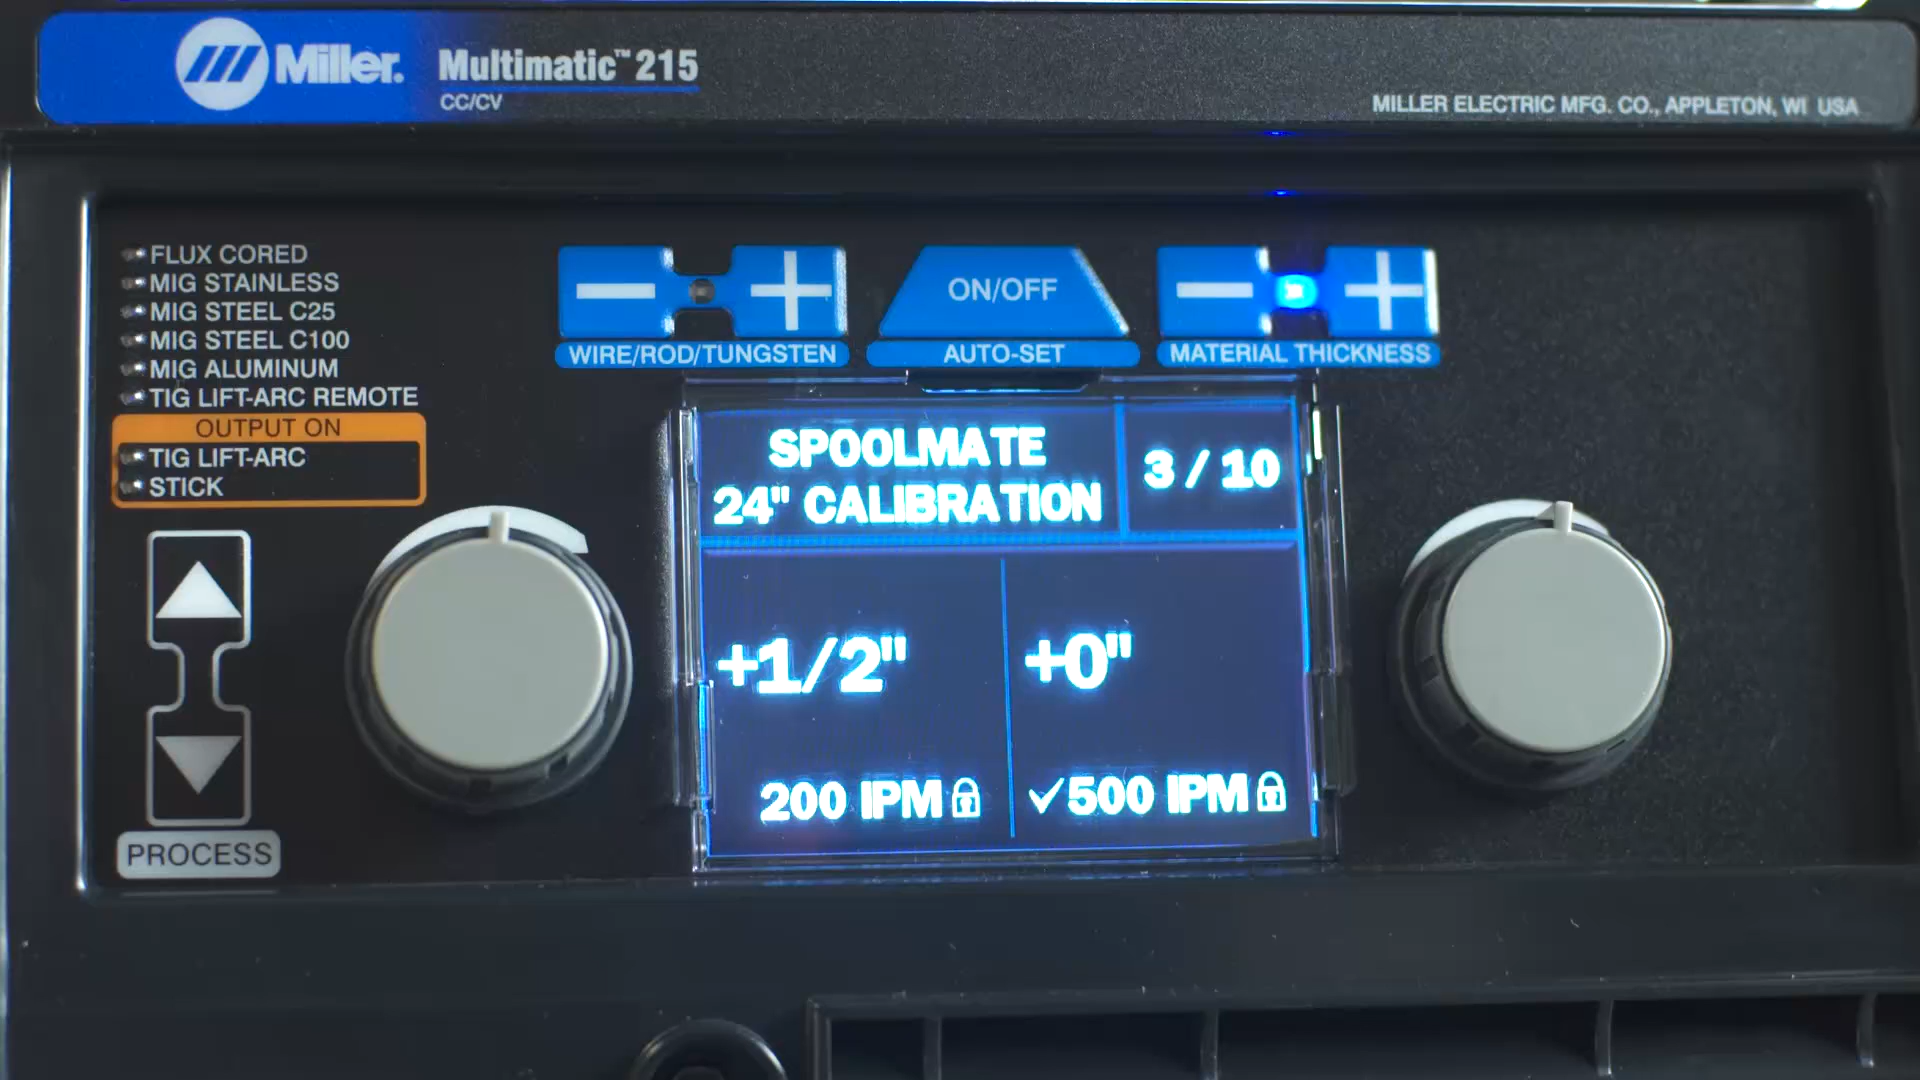 Miller.
Multimatic™ 215
CC/CV
MILLER ELECTRIC MFG. CO., APPLETON, WI USA
FLUX CORED
MIG STAINLESS
MIG STEEL C25
MIG STEEL C100
MIG ALUMINUM
TIG LIFT-ARC REMOTE
OUTPUT ON
TIG LIFT-ARC
STICK
PROCESS
WIRE/ROD/TUNGSTEN
ON/OFF
AUTO-SET
MATERIAL THICKNESS
SPOOLMATE
24" CALIBRATION
3 / 10
+1/2"
+0"
200 IPM
✓500 IPM